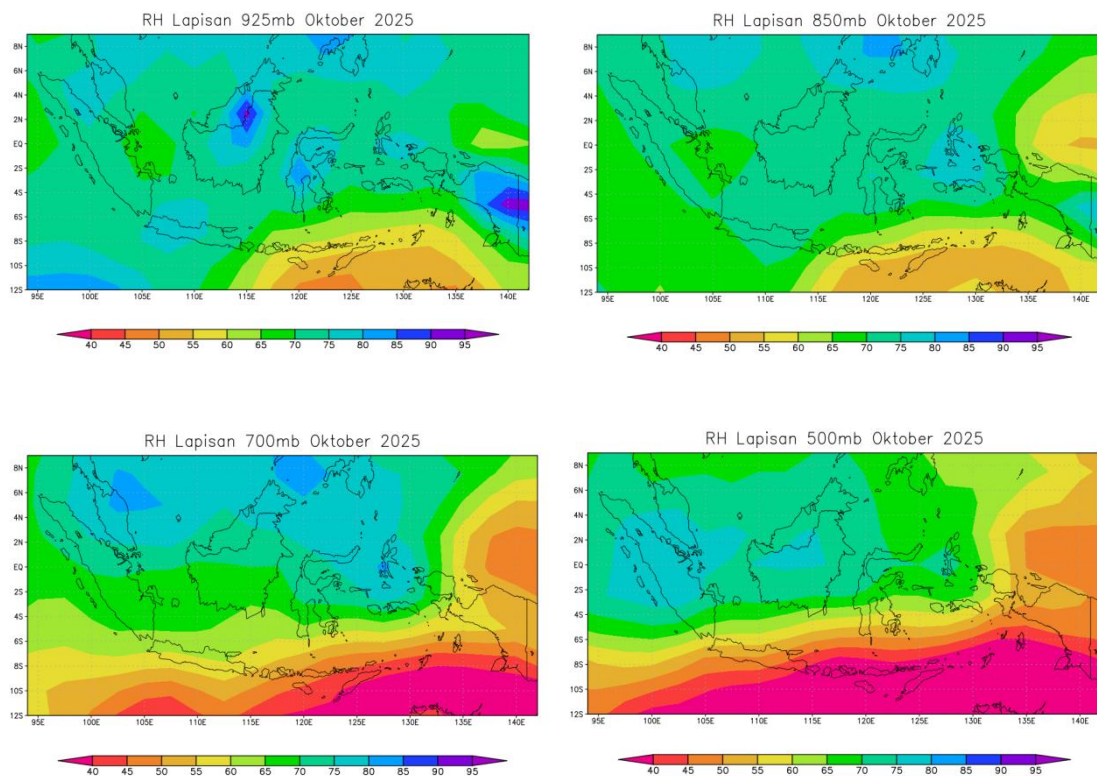 RH Lapisan 925mb Oktober 2025
8N
6N
4N
2N
EQ
2S
4S
6S
8S
10S
12S
95E 100E 105E 110E 115E 120E 125E 130E 135E 140E
40 45 50 55 60 65 70 75 80 85 90 95
RH Lapisan 850mb Oktober 2025
8N
6N
4N
2N
EQ
2S
4S
6S
8S
10S
12S
95E 100E 105E 110E 115E 120E 125E 130E 135E 140E
40 45 50 55 60 65 70 75 80 85 90 95
RH Lapisan 700mb Oktober 2025
8N
6N
4N
2N
EQ
2S
4S
6S
8S
10S
12S
95E 100E 105E 110E 115E 120E 125E 130E 135E 140E
40 45 50 55 60 65 70 75 80 85 90 95
RH Lapisan 500mb Oktober 2025
8N
6N
4N
2N
EQ
2S
4S
6S
8S
10S
12S
95E 100E 105E 110E 115E 120E 125E 130E 135E 140E
40 45 50 55 60 65 70 75 80 85 90 95